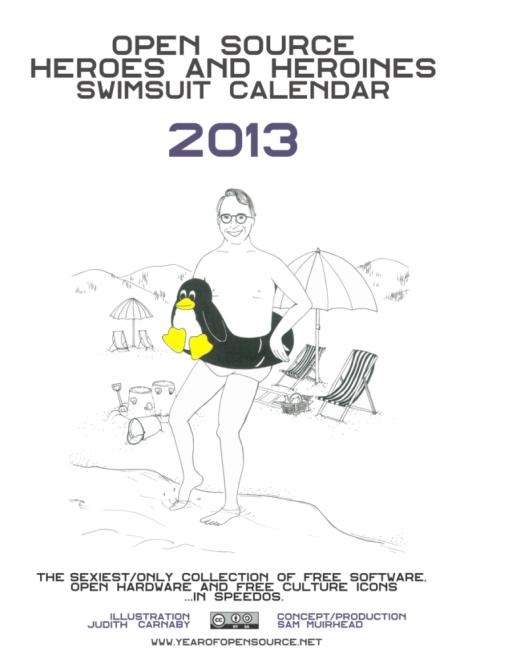 OPEN SOURCE
HEROES AND HEROINES
SWIMSUIT CALENDAR
2013
THE SEXIEST/ONLY COLLECTION OF FREE SOFTWARE,
OPEN HARDWARE AND FREE CULTURE ICONS
...IN SPEEDOS.
ILLUSTRATION
JUDITH CARNABY
CONCEPT/PRODUCTION
SAM MUIRHEAD
WWW.YEAROFOPENSOURCE.NET